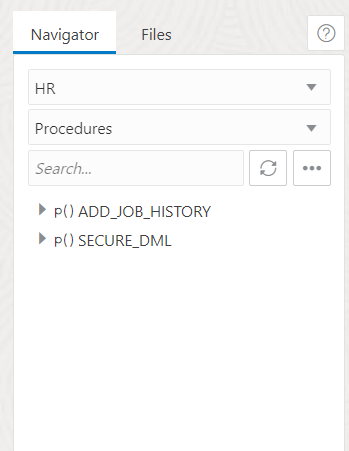 Navigator Files ?
HR
Procedures
Search...
p() ADD_JOB_HISTORY
p() SECURE_DML